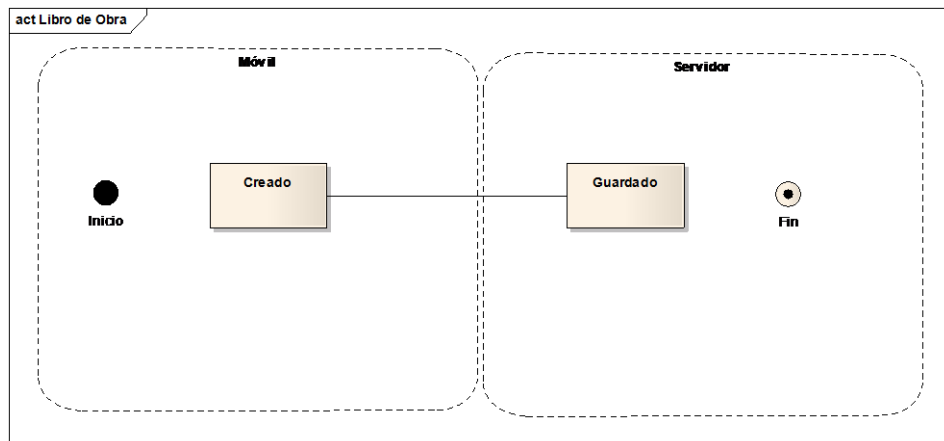 act Libro de Obra
Móvil
Servidor
Creado
Guardado
Inicio
Fin